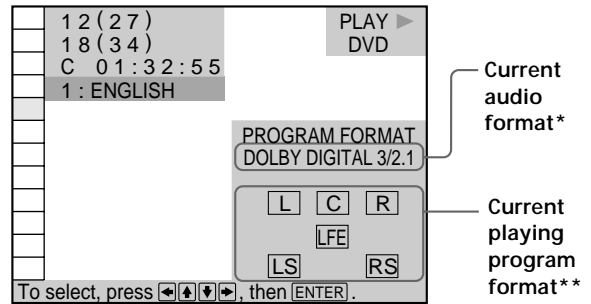 12(27)
18(34)
C 01:32:55
1:ENGLISH
PLAY
DVD
PROGRAM FORMAT
DOLBY DIGITAL 3/2.1
L C R
LFE
LS RS
To select, press ←↑↓→, then ENTER.
Current
audio
format*
Current
playing
program
format**